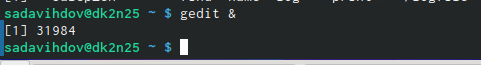 sadavihdov@dk2n25 ~ $ gedit &
[1] 31984
sadavihdov@dk2n25 ~ $